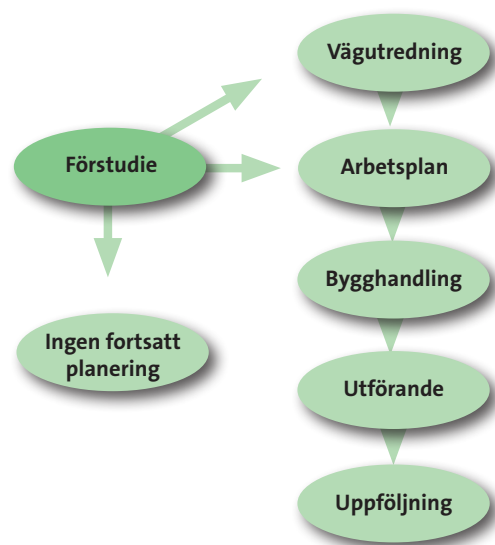 Vägutredning
Förstudie
Arbetsplan
Bygghandling
Ingen fortsatt
planering
Utförande
Uppföljning